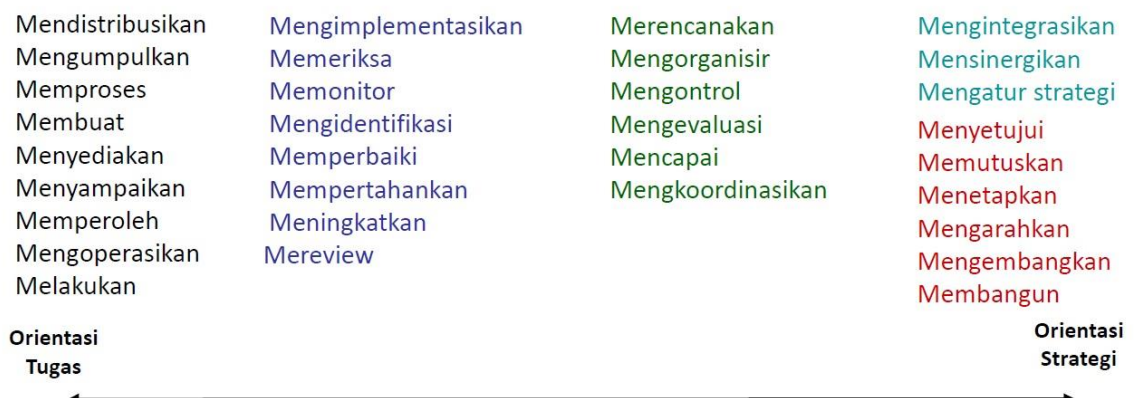 Mendistribusikan
Mengumpulkan
Memproses
Membuat
Menyediakan
Menyampaikan
Memperoleh
Mengoperasikan
Melakukan
Mengimplementasikan
Memeriksa
Memonitor
Mengidentifikasi
Memperbaiki
Mempertahankan
Meningkatkan
Mereview
Merencanakan
Mengorganisir
Mengontrol
Mengevaluasi
Mencapai
Mengkoordinasikan
Mengintegrasikan
Mensinergikan
Mengatur strategi
Menyetujui
Memutuskan
Menetapkan
Mengarahkan
Mengembangkan
Membangun
Orientasi
Tugas
Orientasi
Strategi